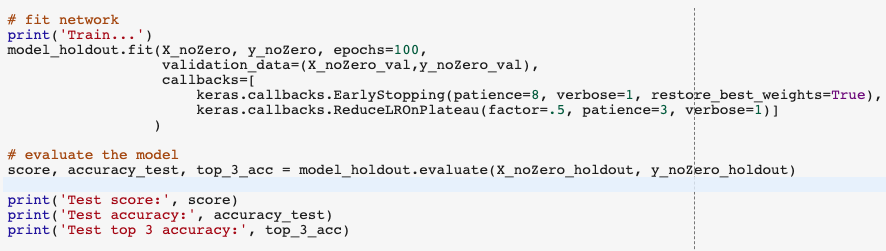 # fit network
print('Train...')
model_holdout.fit(X_noZero, y_noZero, epochs=100,
                  validation_data=(X_noZero_val,y_noZero_val),
                  callbacks=[
                      keras.callbacks.EarlyStopping(patience=8, verbose=1, restore_best_weights=True),
                      keras.callbacks.ReduceLROnPlateau(factor=.5, patience=3, verbose=1)]
                 )
# evaluate the model
score, accuracy_test, top_3_acc = model_holdout.evaluate(X_noZero_holdout, y_noZero_holdout)
print('Test score:', score)
print('Test accuracy:', accuracy_test)
print('Test top 3 accuracy:', top_3_acc)